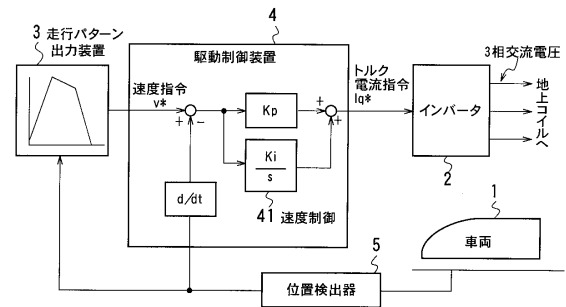 4
3 走行パターン
出力装置
駆動制御装置
速度指令
v*
+
−
Kp
Ki
s
+
+
トルク
電流指令
Iq*
インバータ
2
3相交流電圧
地上コイルへ
d/dt
41 速度制御
1
車両
5
位置検出器